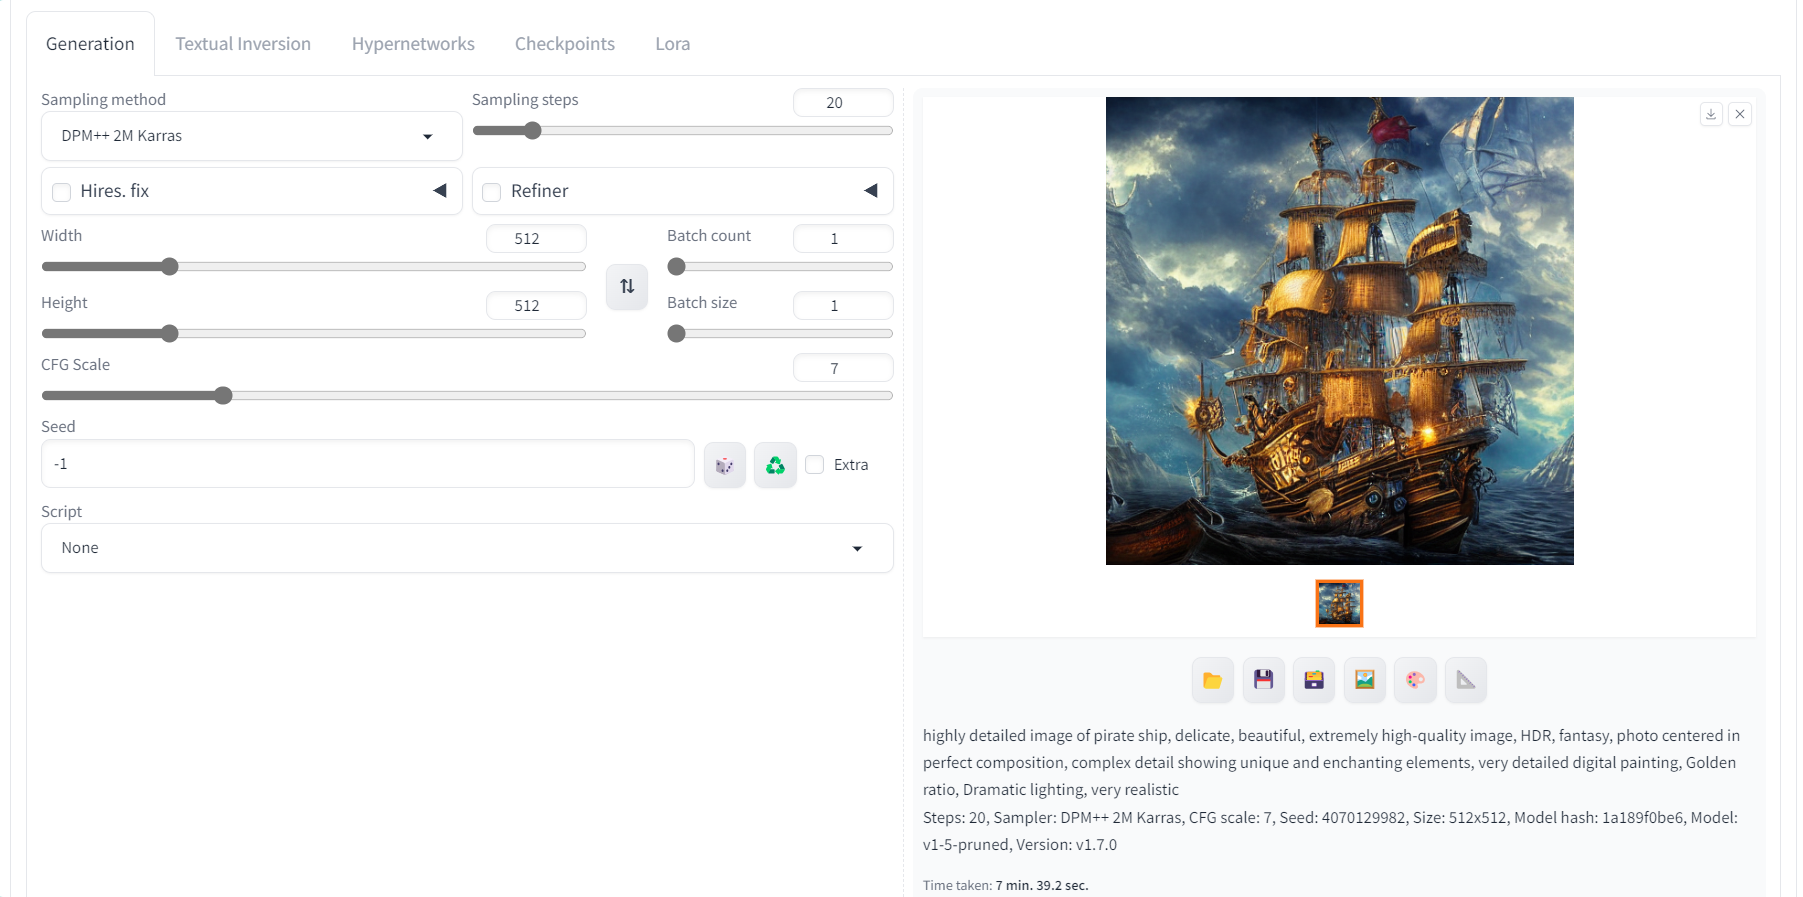 Generation Textual Inversion Hypernetworks Checkpoints Lora
Sampling method
DPM++ 2M Karras
Sampling steps
20
Hires. fix
Refiner
Width
512
Batch count
1
Height
512
Batch size
1
CFG Scale
7
Seed
-1
Extra
Script
None
highly detailed image of pirate ship, delicate, beautiful, extremely high-quality image, HDR, fantasy, photo centered in
perfect composition, complex detail showing unique and enchanting elements, very detailed digital painting, Golden
ratio, Dramatic lighting, very realistic
Steps: 20, Sampler: DPM++ 2M Karras, CFG scale: 7, Seed: 4070129982, Size: 512x512, Model hash: 1a189f0be6, Model:
v1-5-pruned, Version: v1.7.0
Time taken: 7 min. 39.2 sec.